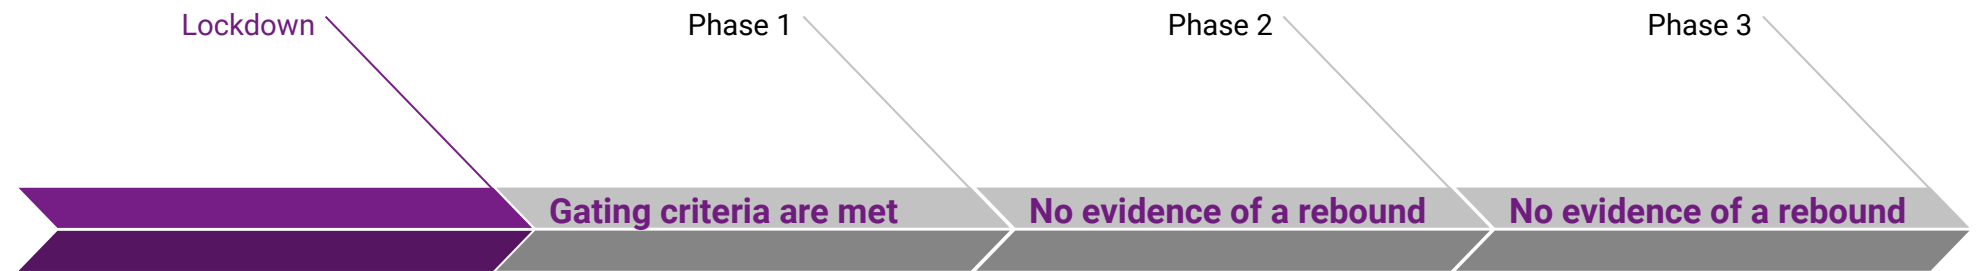 Lockdown
Phase 1
Phase 2
Phase 3
Gating criteria are met
No evidence of a rebound
No evidence of a rebound